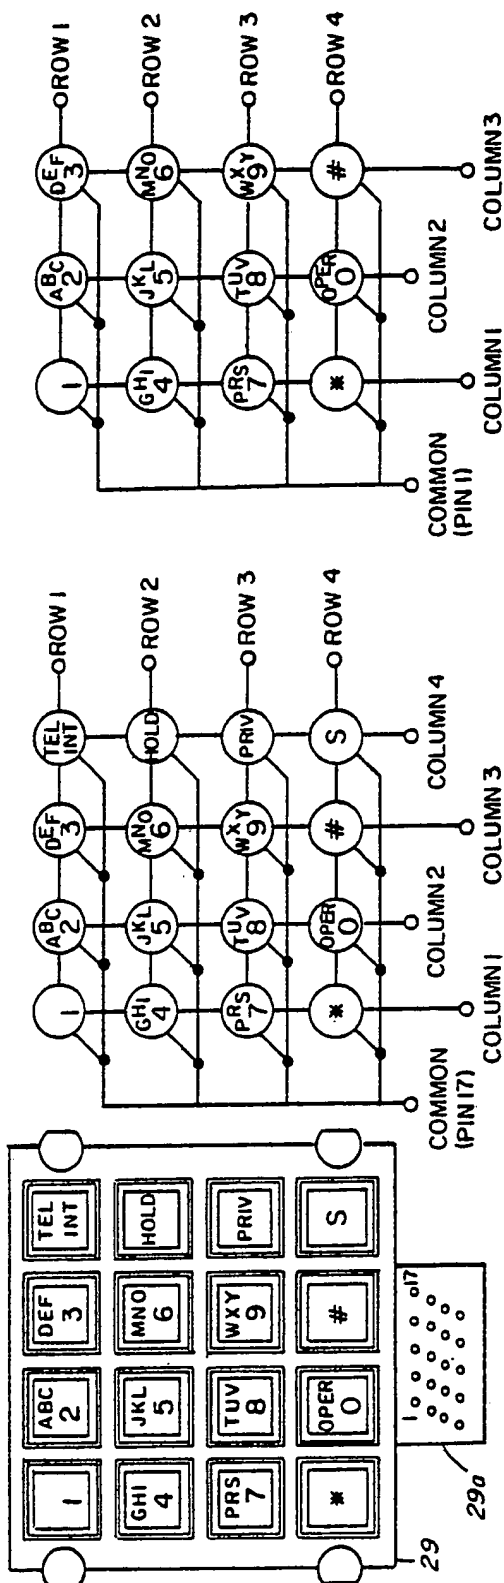 1
ABC
2
DEF
3
TEL
INT
GHI
4
JKL
5
MNO
6
HOLD
PRS
7
TUV
8
WXY
9
PRIV
*
OPER
0
#
S
1
17
29
29a
1
ABC
2
DEF
3
TEL
INT
ROW 1
GHI
4
JKL
5
MNO
6
HOLD
ROW 2
PRS
7
TUV
8
WXY
9
PRIV
ROW 3
*
OPER
0
#
S
ROW 4
COMMON
(PIN 17)
COLUMN 1
COLUMN 2
COLUMN 3
COLUMN 4
1
ABC
2
DEF
3
ROW 1
GHI
4
JKL
5
MNO
6
ROW 2
PRS
7
TUV
8
WXY
9
ROW 3
*
OPER
0
#
ROW 4
COMMON
(PIN 1)
COLUMN 1
COLUMN 2
COLUMN 3